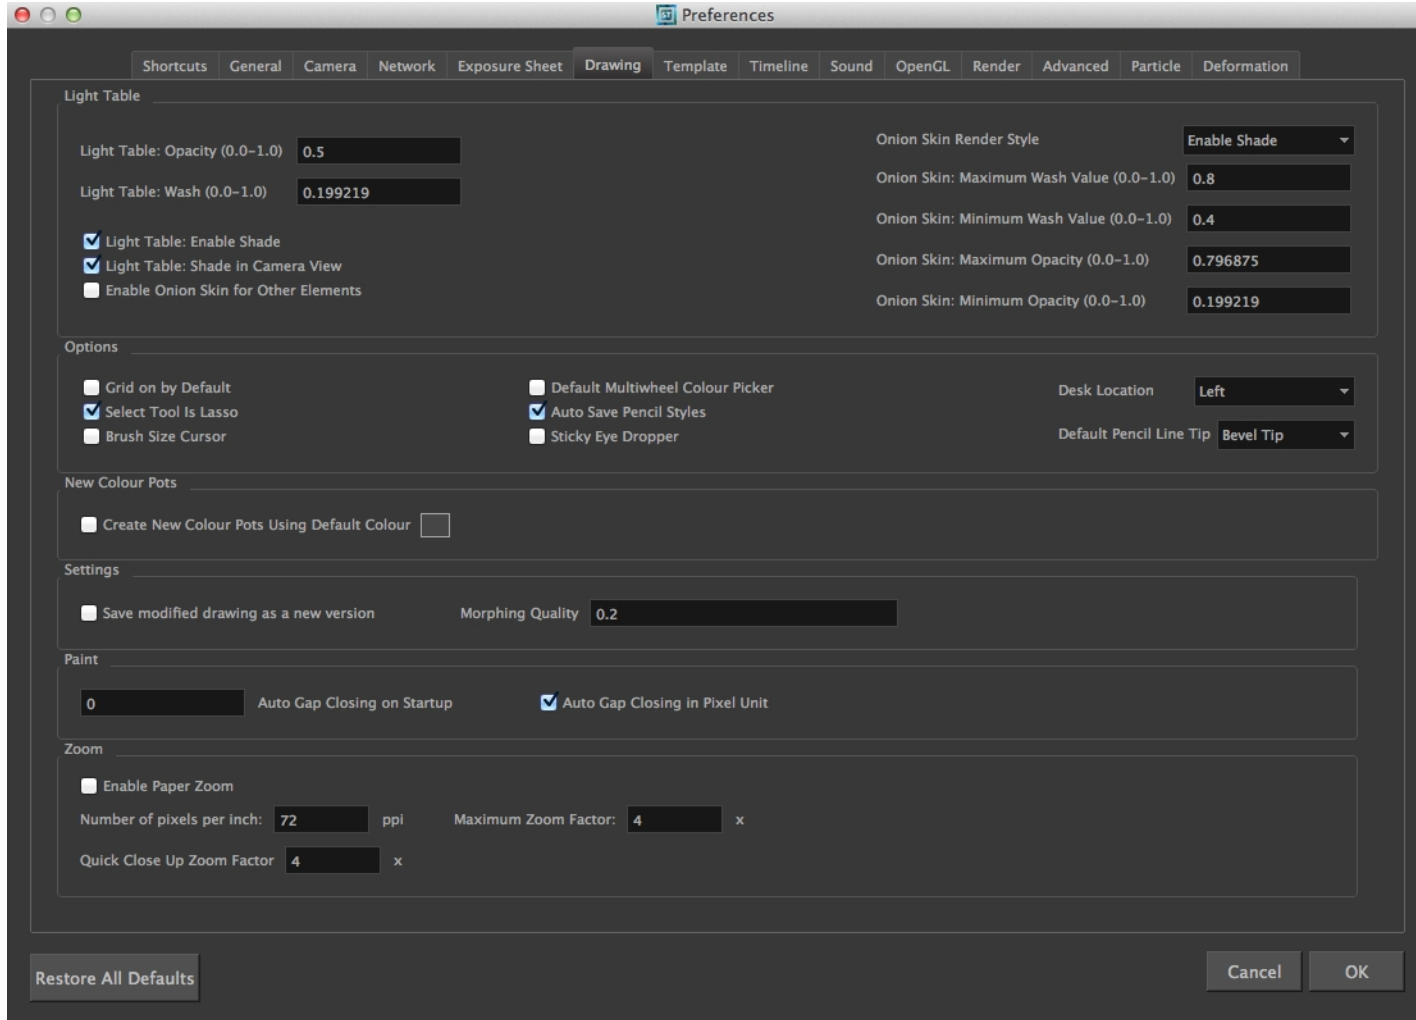 Preferences
Shortcuts General Camera Network Exposure Sheet Drawing Template Timeline Sound OpenGL Render Advanced Particle Deformation
Light Table
Light Table: Opacity (0.0-1.0) 0.5
Light Table: Wash (0.0-1.0) 0.199219
Light Table: Enable Shade
Light Table: Shade in Camera View
Enable Onion Skin for Other Elements
Onion Skin Render Style Enable Shade
Onion Skin: Maximum Wash Value (0.0-1.0) 0.8
Onion Skin: Minimum Wash Value (0.0-1.0) 0.4
Onion Skin: Maximum Opacity (0.0-1.0) 0.796875
Onion Skin: Minimum Opacity (0.0-1.0) 0.199219
Options
Grid on by Default
Select Tool Is Lasso
Brush Size Cursor
Default Multiwheel Colour Picker
Auto Save Pencil Styles
Sticky Eye Dropper
Desk Location Left
Default Pencil Line Tip Bevel Tip
New Colour Pots
Create New Colour Pots Using Default Colour
Settings
Save modified drawing as a new version Morphing Quality 0.2
Paint
0 Auto Gap Closing on Startup Auto Gap Closing in Pixel Unit
Zoom
Enable Paper Zoom
Number of pixels per inch: 72 ppi Maximum Zoom Factor: 4 x
Quick Close Up Zoom Factor 4 x
Restore All Defaults Cancel OK